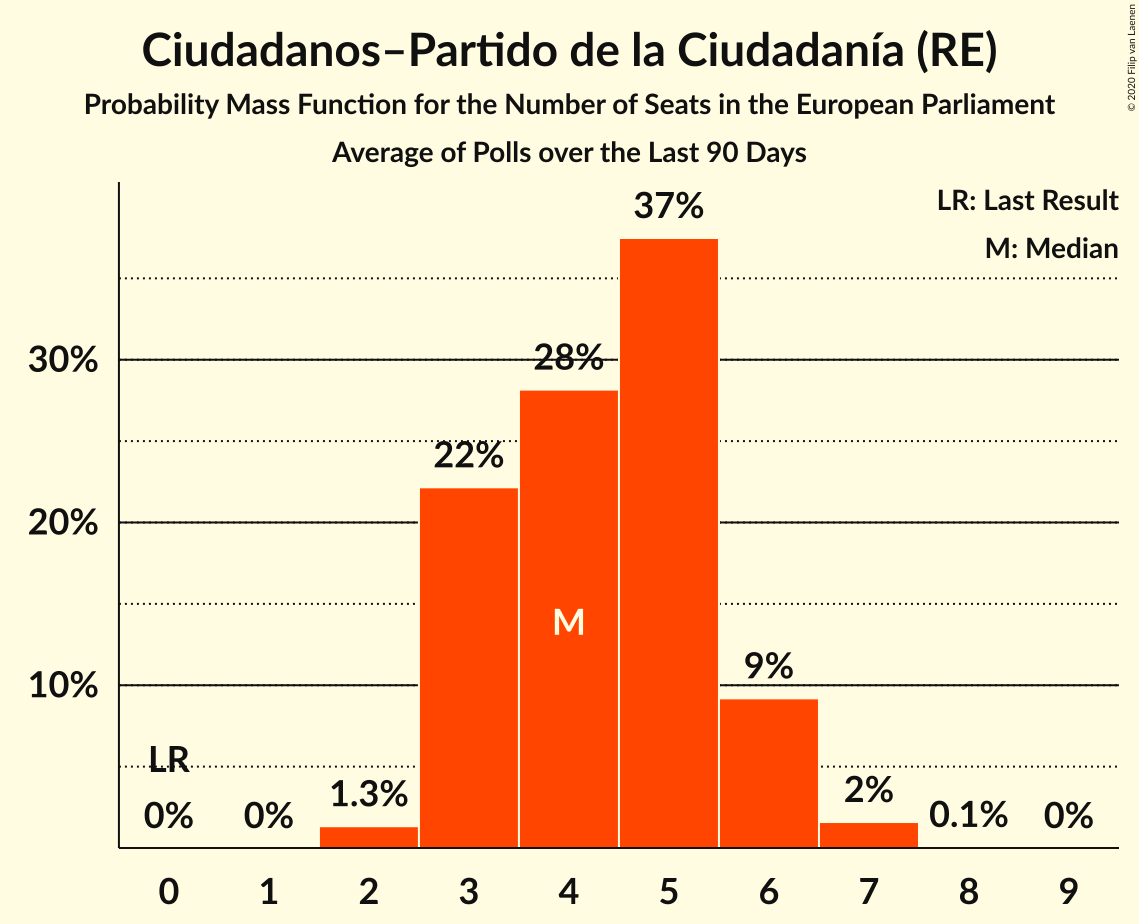 Ciudadanos–Partido de la Ciudadanía (RE)
Probability Mass Function for the Number of Seats in the European Parliament
Average of Polls over the Last 90 Days
© 2020 Filip van Laenen
LR: Last Result
M: Median
37%
30%
28%
22%
20%
M
10%
9%
LR
0%
0%
1.3%
2%
0.1%
0%
0 1 2 3 4 5 6 7 8 9